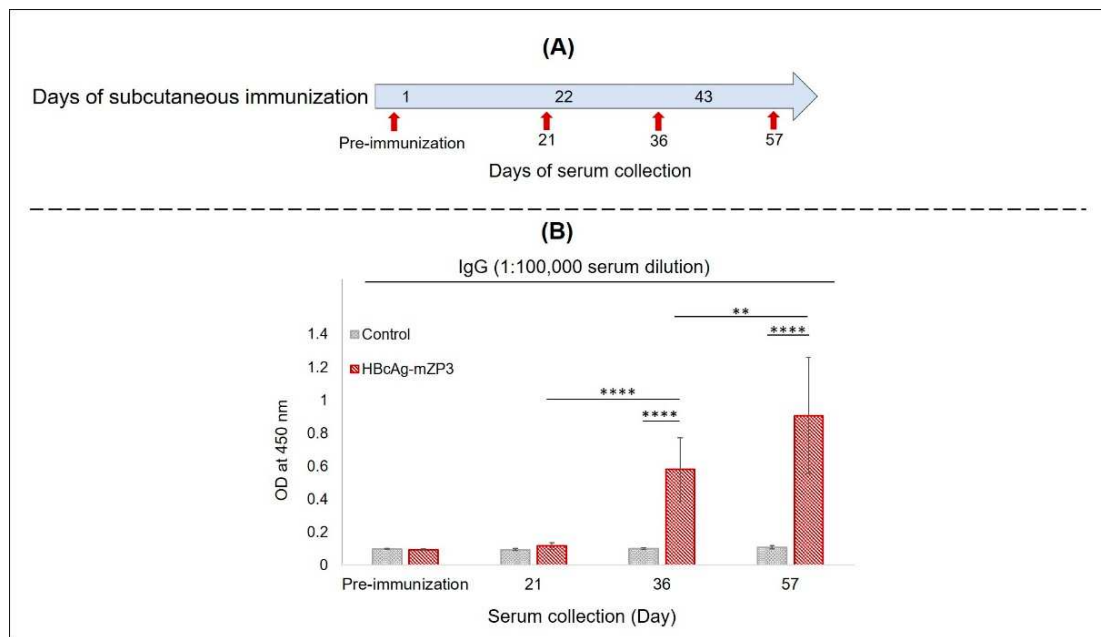 (A)
Days of subcutaneous immunization
1 22 43
Pre-immunization 21 36 57
Days of serum collection
(B)
IgG (1:100,000 serum dilution)
**
****
1.4
Control
1.2
HBcAg-mZP3
1
****
****
0.8
0.6
0.4
0.2
0
OD at 450 nm
Pre-immunization 21 36 57
Serum collection (Day)